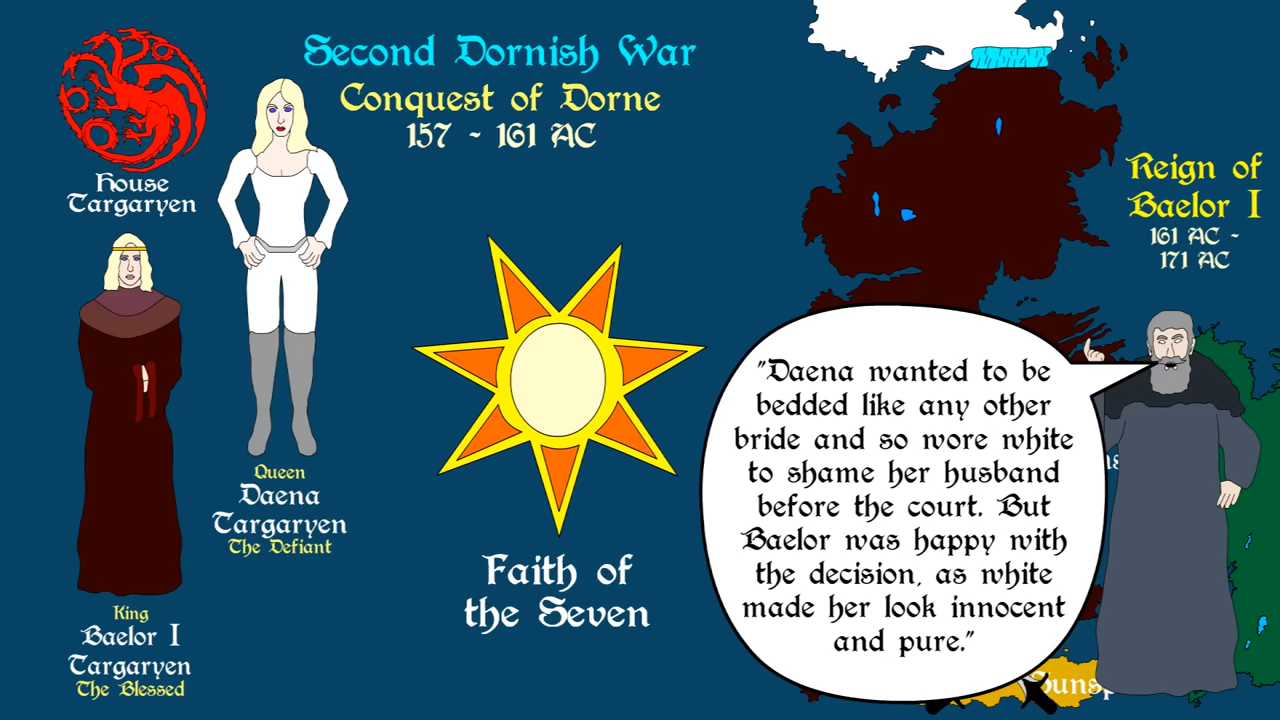 Second Dornish War
Conquest of Dorne
157 - 161 AC
House
Targaryen
Reign of
Baelor I
161 AC -
171 AC
Queen
Daena
Targaryen
The Defiant
King
Baelor I
Targaryen
The Blessed
Faith of
the Seven
"Daena wanted to be
bedded like any other
bride and so wore white
to shame her husband
before the court. But
Baelor was happy with
the decision, as white
made her look innocent
and pure."